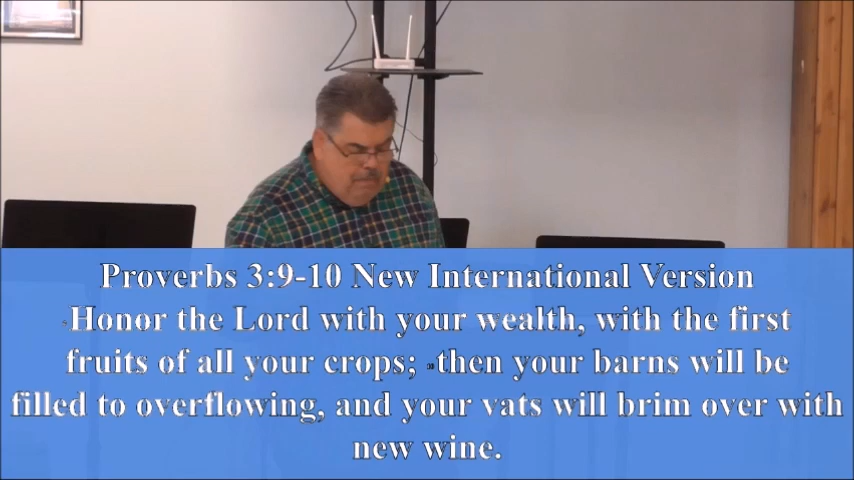 Proverbs 3:9-10 New International Version
Honor the Lord with your wealth, with the first
fruits of all your crops; then your barns will be
filled to overflowing, and your vats will brim over with
new wine.